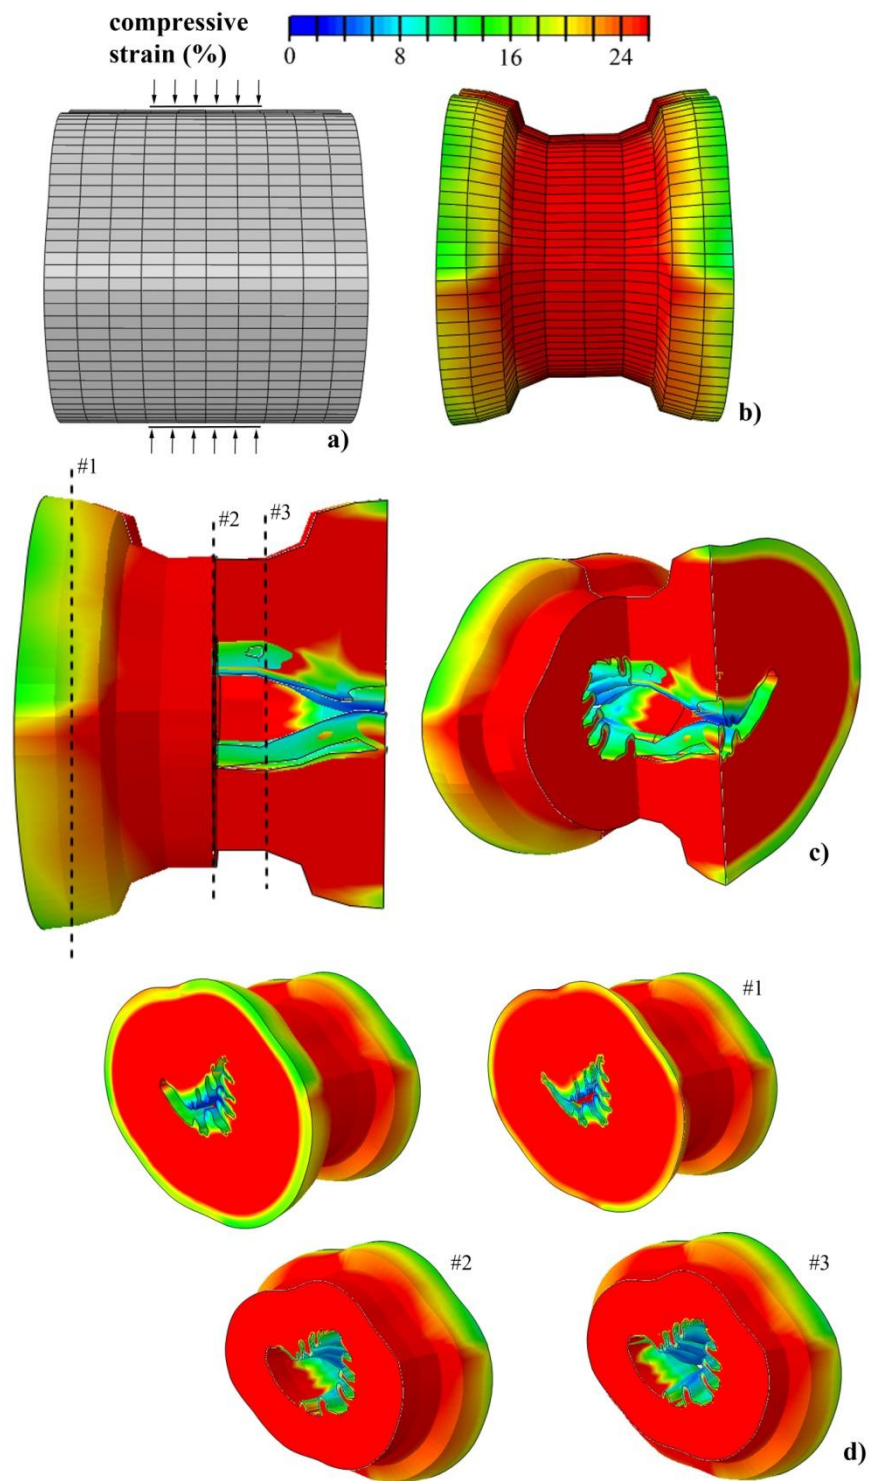 compressive
strain (%)
0 8 16 24
a)
b)
#1
#2
#3
c)
#1
#2
#3
d)